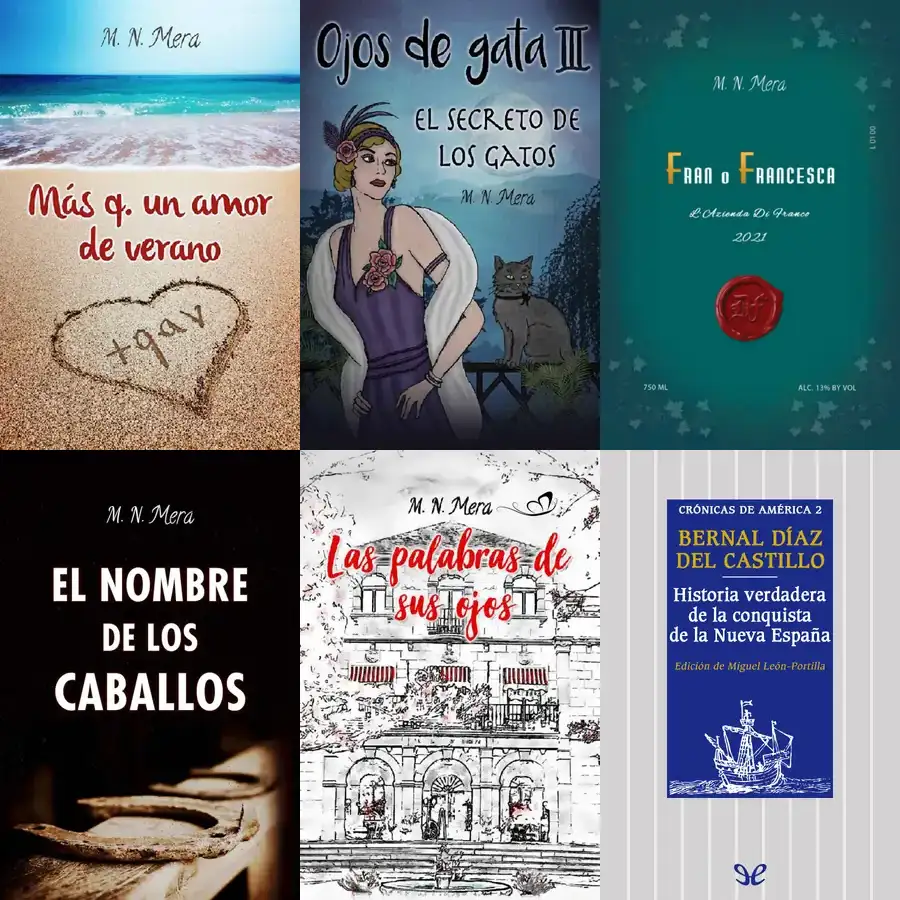 M. N. Mera
Más q. un amor
de verano
+qav
Ojos de gata III
EL SECRETO DE
LOS GATOS
M. N. Mera
M. N. Mera
FRAN o FRANCESCA
L'Azienda Di Franco
2021
Df
750 ML
ALC. 13% BY VOL
M. N. Mera
EL NOMBRE
DE LOS
CABALLOS
M. N. Mera
Las palabras de
sus ojos
CRÓNICAS DE AMÉRICA 2
BERNAL DÍAZ
DEL CASTILLO
Historia verdadera
de la conquista
de la Nueva España
Edición de Miguel León-Portilla